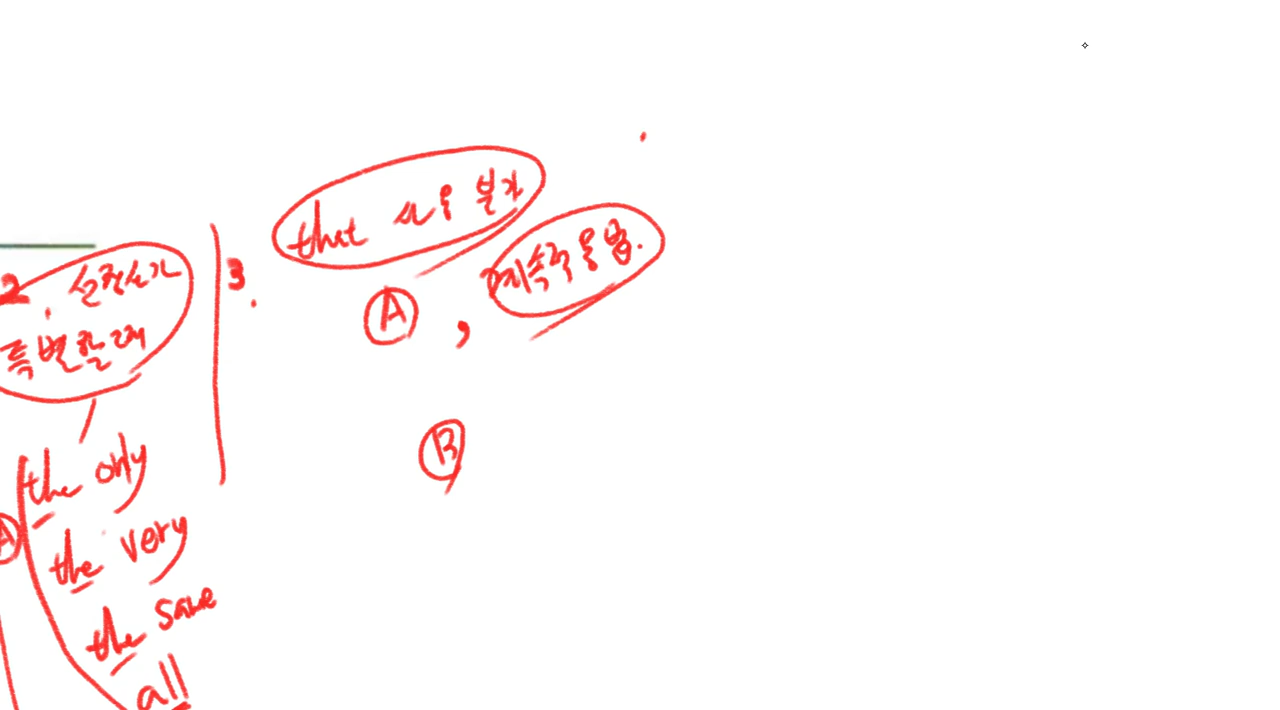 2. 선행사가
특별할 때
the only
Ⓐ
the very
the same
all
3.
that 사용 불가
Ⓐ , 계속적 용법.
Ⓑ